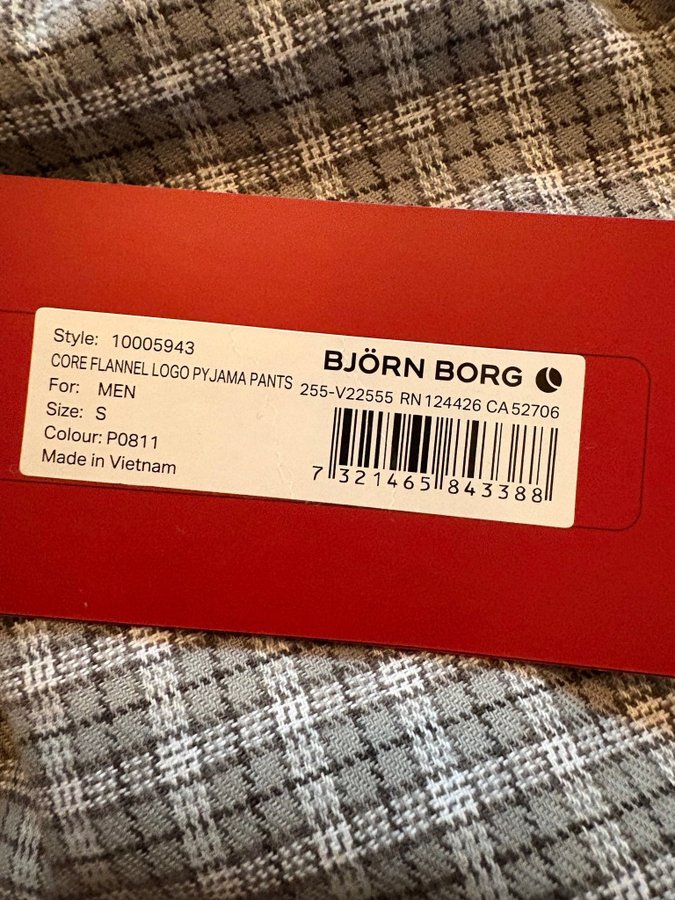 Style: 10005943
CORE FLANNEL LOGO PYJAMA PANTS
For: MEN
Size: S
Colour: P0811
Made in Vietnam
BJÖRN BORG
255-V22555 RN 124426 CA 52706
7 321465 843388